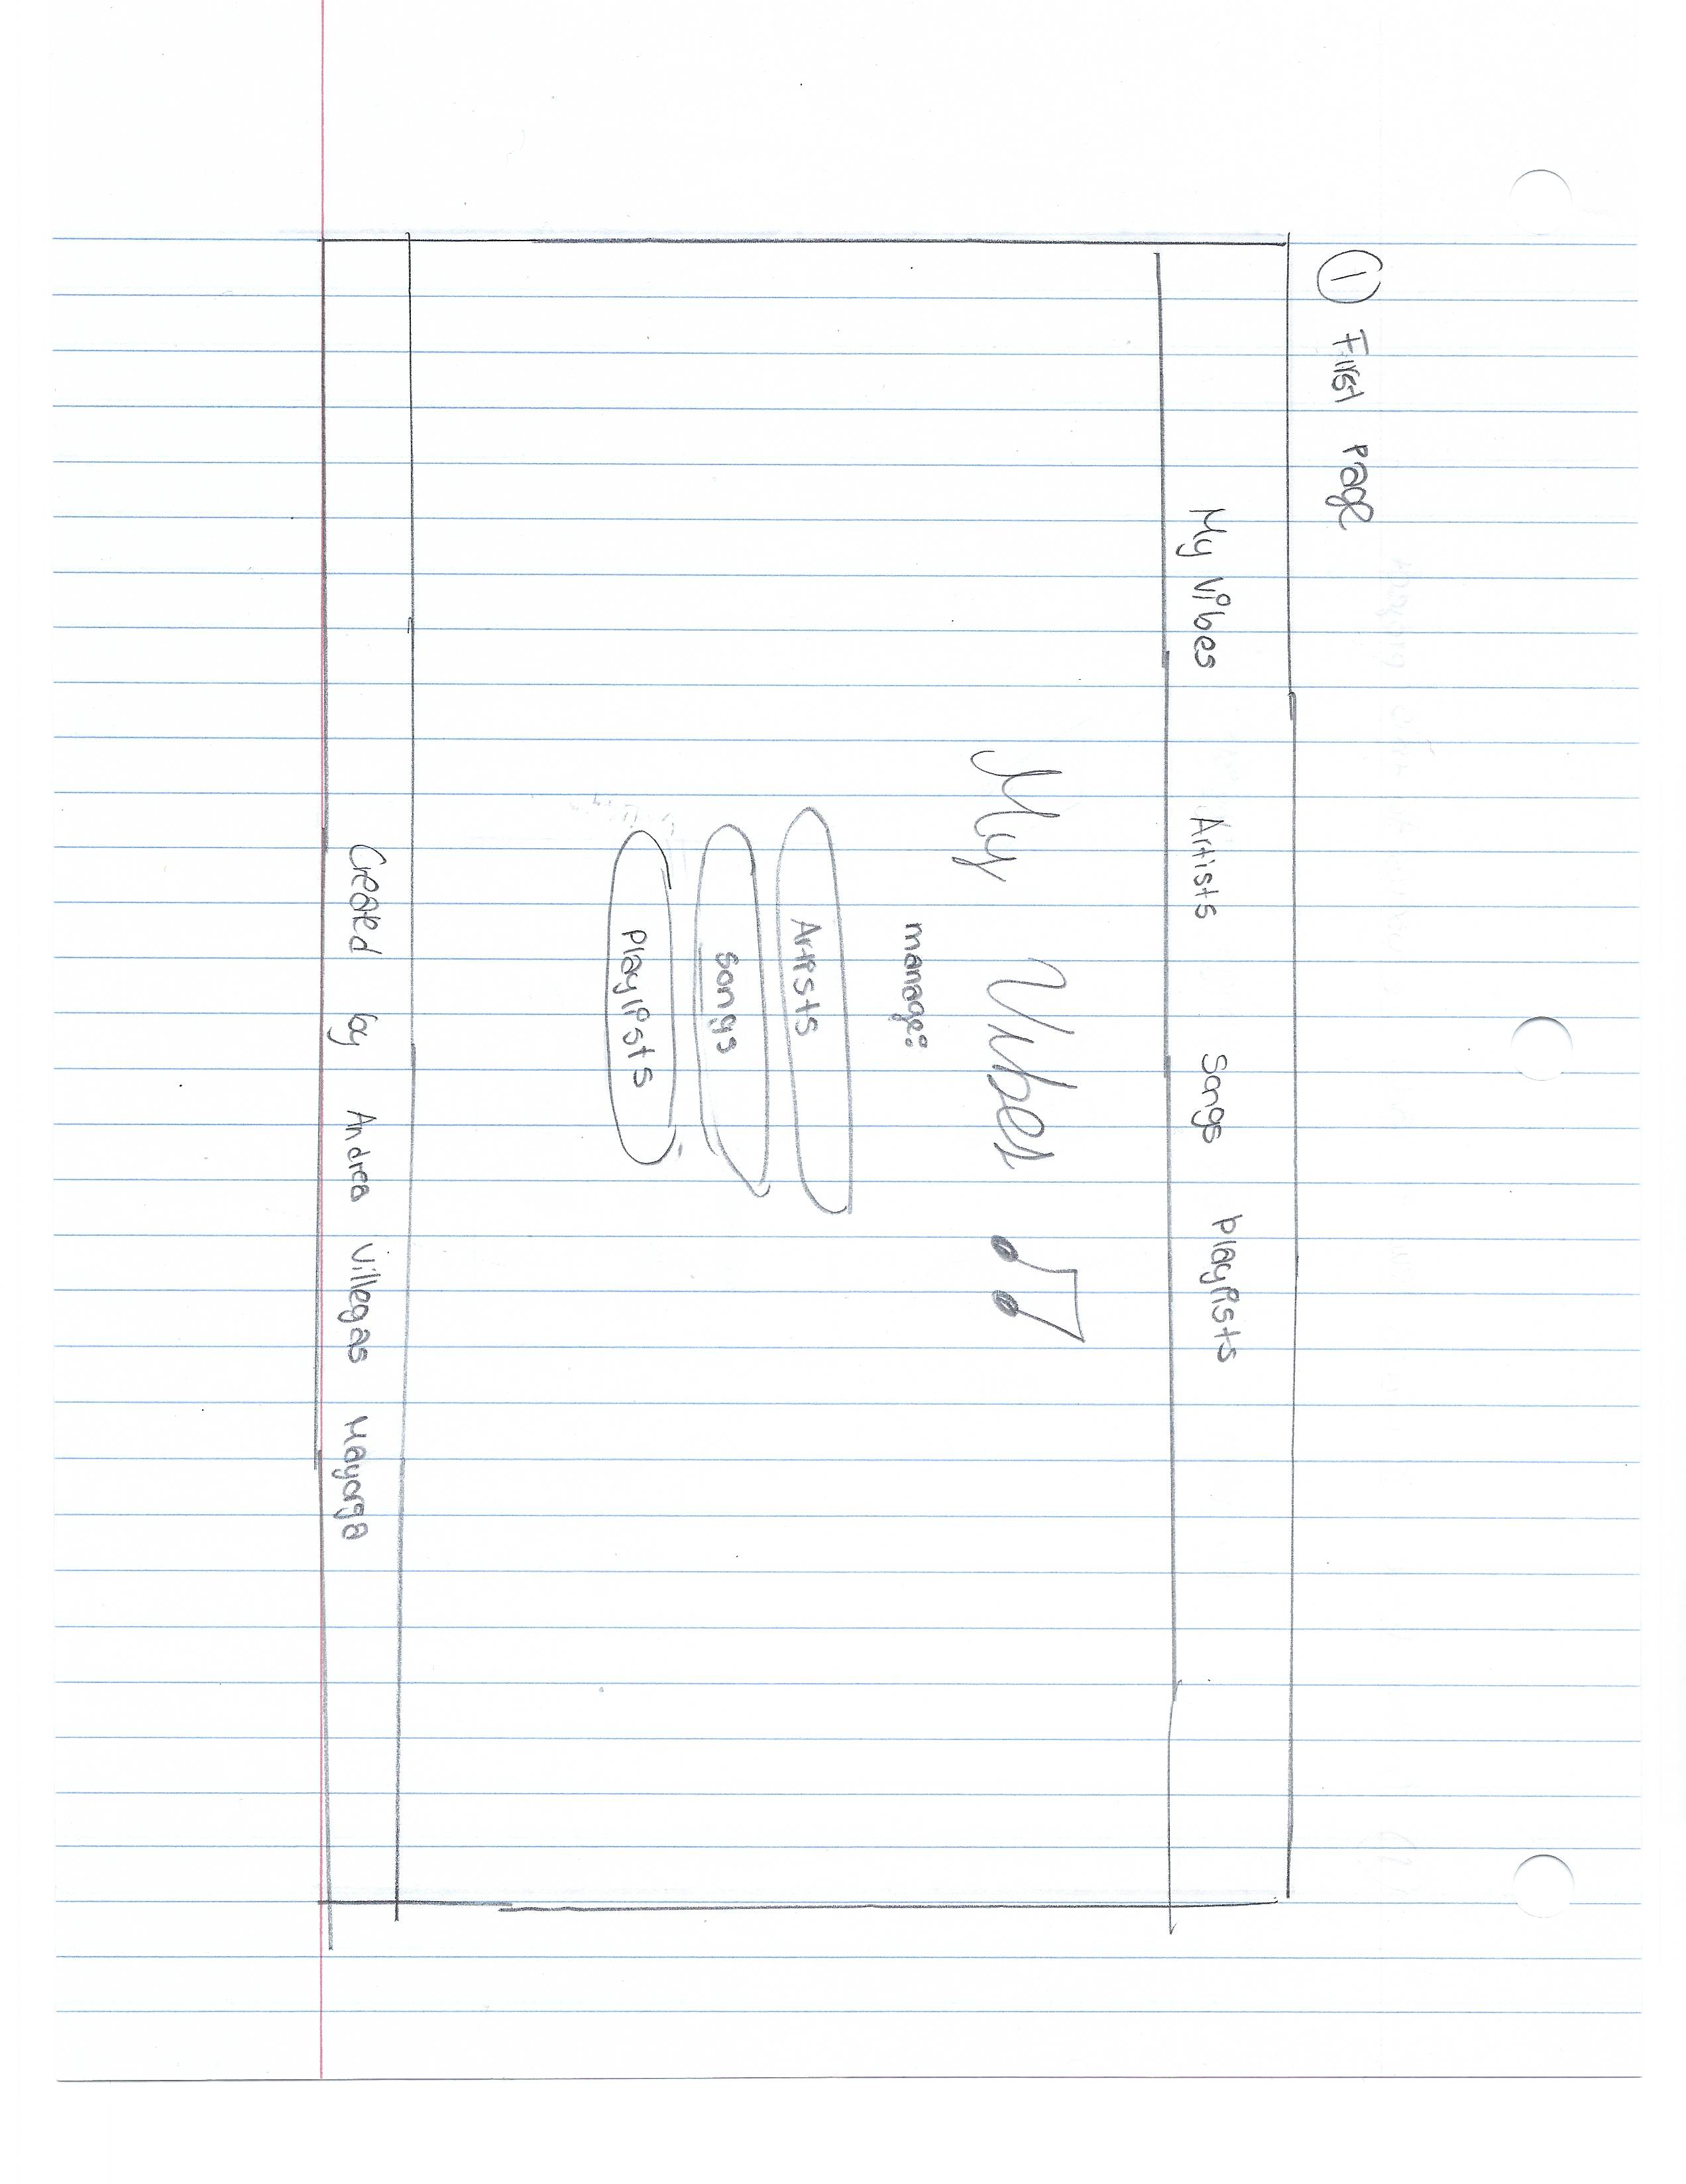 1 First Page
My Vibes Artists Songs Playlists
My Vibes
manage:
Artists
Songs
Playlists
Created by Andrea Villegas Mayorga